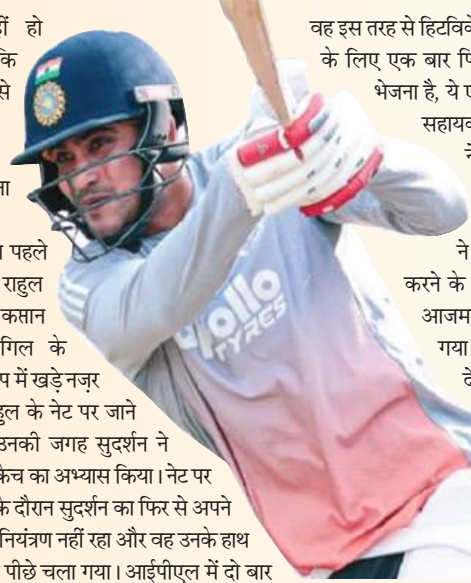 हीं हो
कि
से
ना
पहले
राहुल
कप्तान
गिल के
प में खड़े नज़र
हुल के नेट पर जाने
उनकी जगह सुदर्शन ने
कैच का अभ्यास किया। नेट पर
के दौरान सुदर्शन का फिर से अपने
नियंत्रण नहीं रहा और वह उनके हाथ
पीछे चला गया। आईपीएल में दो बार
वह इस तरह से हिटविके
के लिए एक बार फि
भेजना है, ये ए
सहायक
ने
ने
करने के
आजम
गया
दे
apollo
TYRES